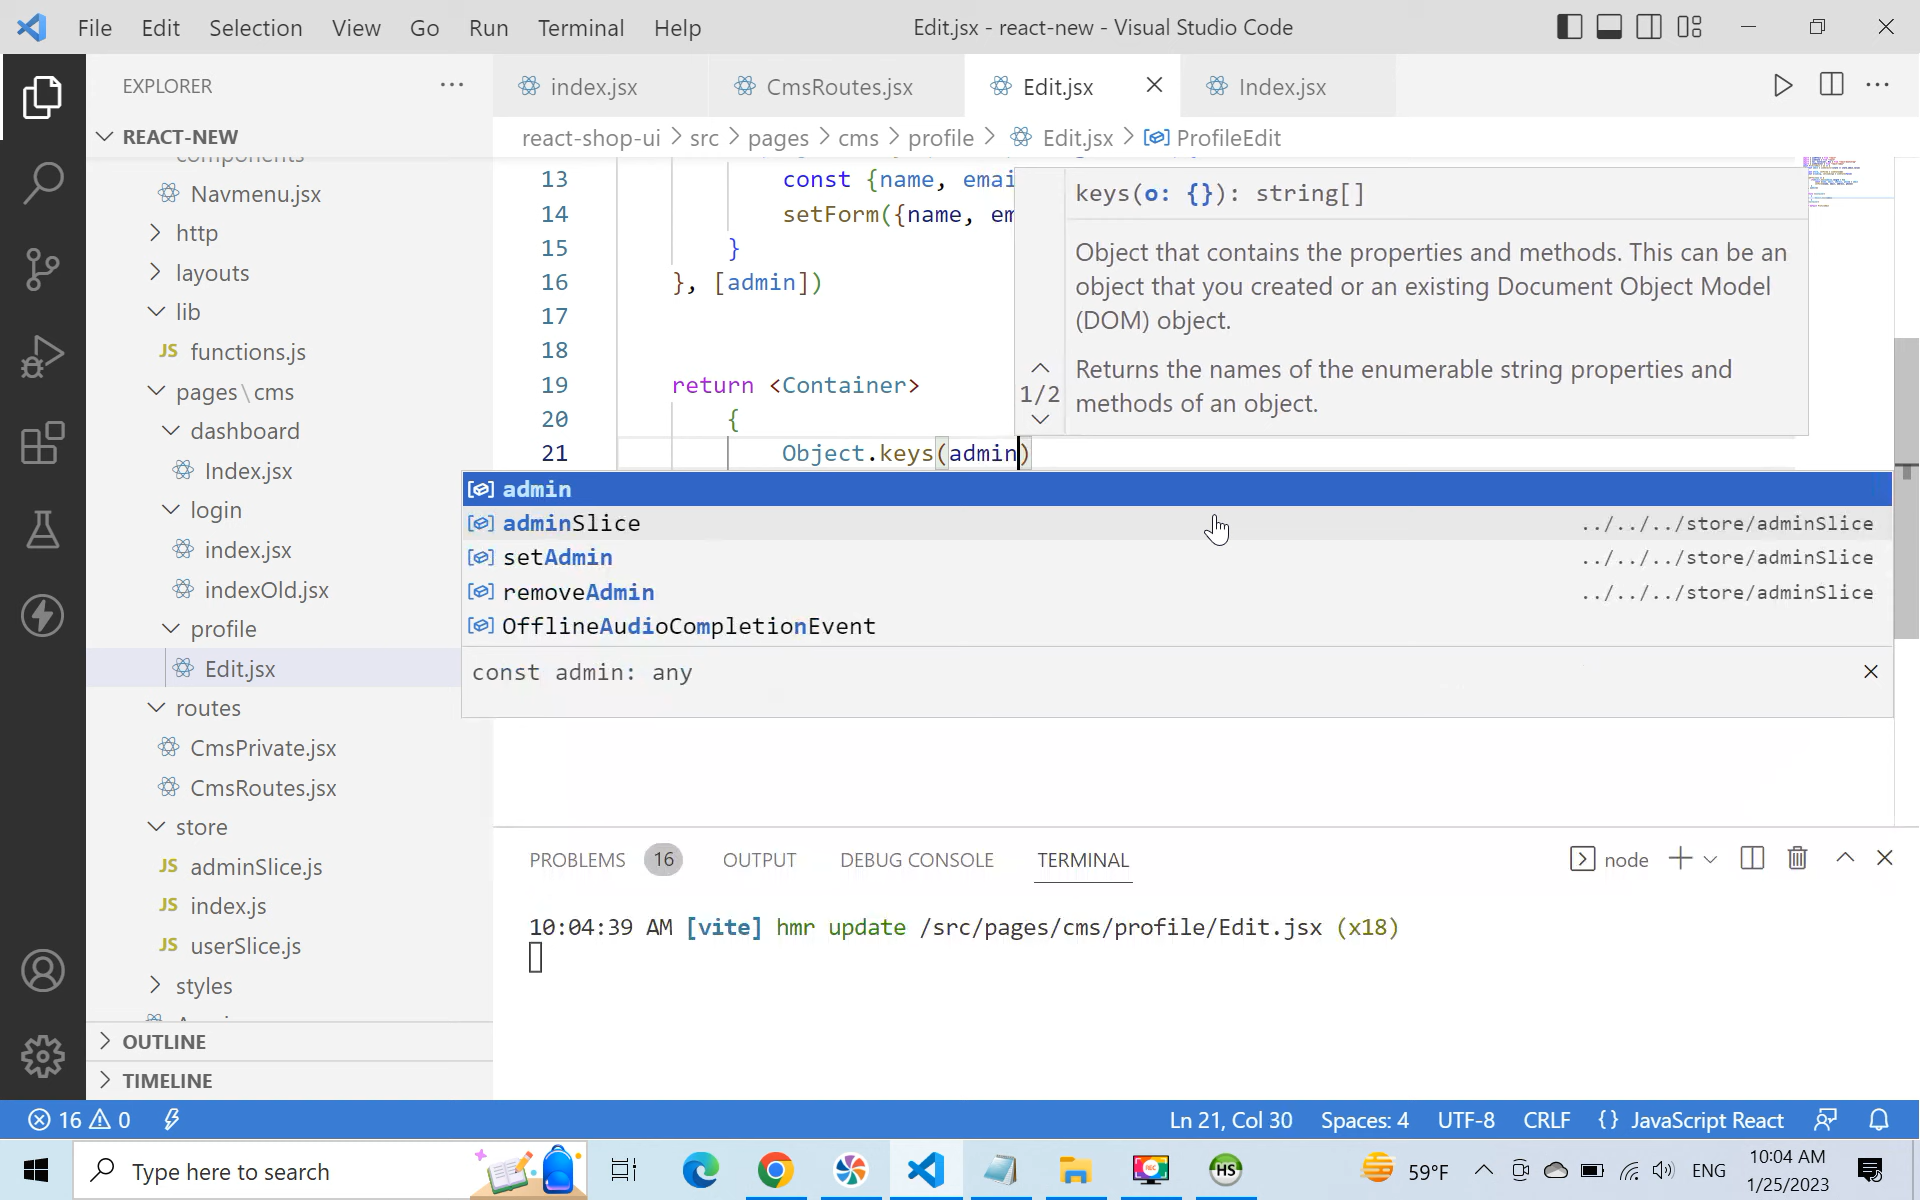 File Edit Selection View Go Run Terminal Help
Edit.jsx - react-new - Visual Studio Code
EXPLORER
index.jsx
CmsRoutes.jsx
Edit.jsx
Index.jsx
REACT-NEW
react-shop-ui > src > pages > cms > profile > Edit.jsx > ProfileEdit
components
Navmenu.jsx
http
layouts
lib
JS functions.js
pages\cms
dashboard
Index.jsx
login
index.jsx
indexOld.jsx
profile
Edit.jsx
routes
CmsPrivate.jsx
CmsRoutes.jsx
store
JS adminSlice.js
JS index.js
JS userSlice.js
styles
OUTLINE
TIMELINE
13 const {name, emai
14 setForm({name, em
15 }
16 }, [admin])
17
18
19 return <Container>
20 {
21 Object.keys(admin)
keys(o: {}): string[]
Object that contains the properties and methods. This can be an
object that you created or an existing Document Object Model
(DOM) object.
1/2
Returns the names of the enumerable string properties and
methods of an object.
admin
adminSlice ../../../store/adminSlice
setAdmin ../../../store/adminSlice
removeAdmin ../../../store/adminSlice
OfflineAudioCompletionEvent
const admin: any
PROBLEMS 16 OUTPUT DEBUG CONSOLE TERMINAL
node
10:04:39 AM [vite] hmr update /src/pages/cms/profile/Edit.jsx (x18)
16 0
Ln 21, Col 30 Spaces: 4 UTF-8 CRLF {} JavaScript React
Type here to search
HS
59°F
ENG
10:04 AM
1/25/2023